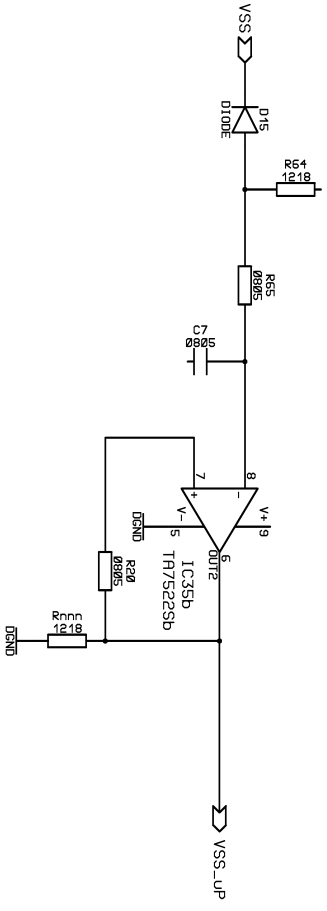 VSS
D15
DIODE
R64
1218
R65
0805
C7
0805
7
8
+
-
V+
9
V-
5
DGND
6
OUT2
IC35b
TA7522Sb
R20
0805
Rnnn
1218
DGND
VSS_uP